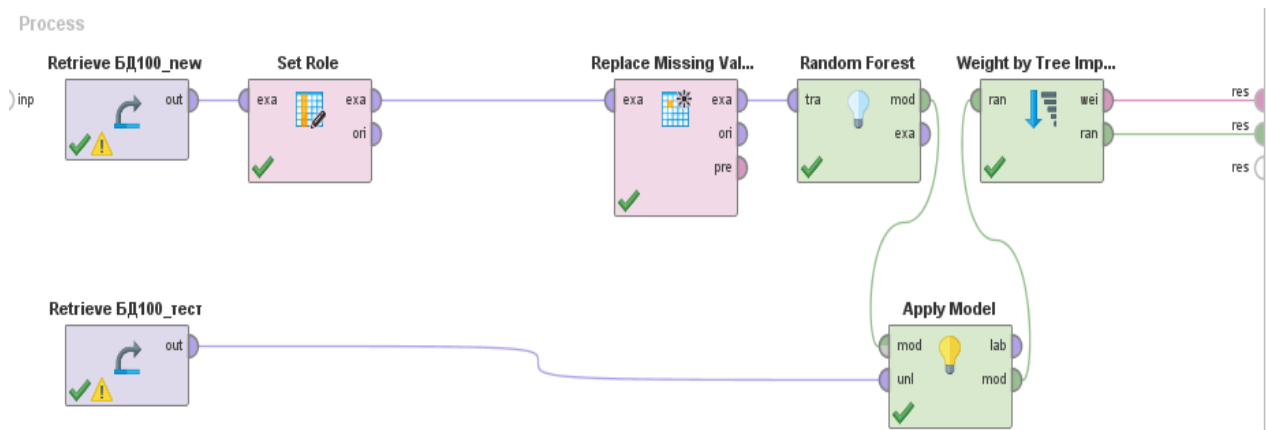 Process
Retrieve БД100_new
Set Role
Replace Missing Val...
Random Forest
Weight by Tree Imp...
inp
out
exa
exa
ori
exa
exa
ori
pre
tra
mod
exa
ran
wei
ran
res
res
res
Retrieve БД100_тест
out
Apply Model
mod
unl
lab
mod